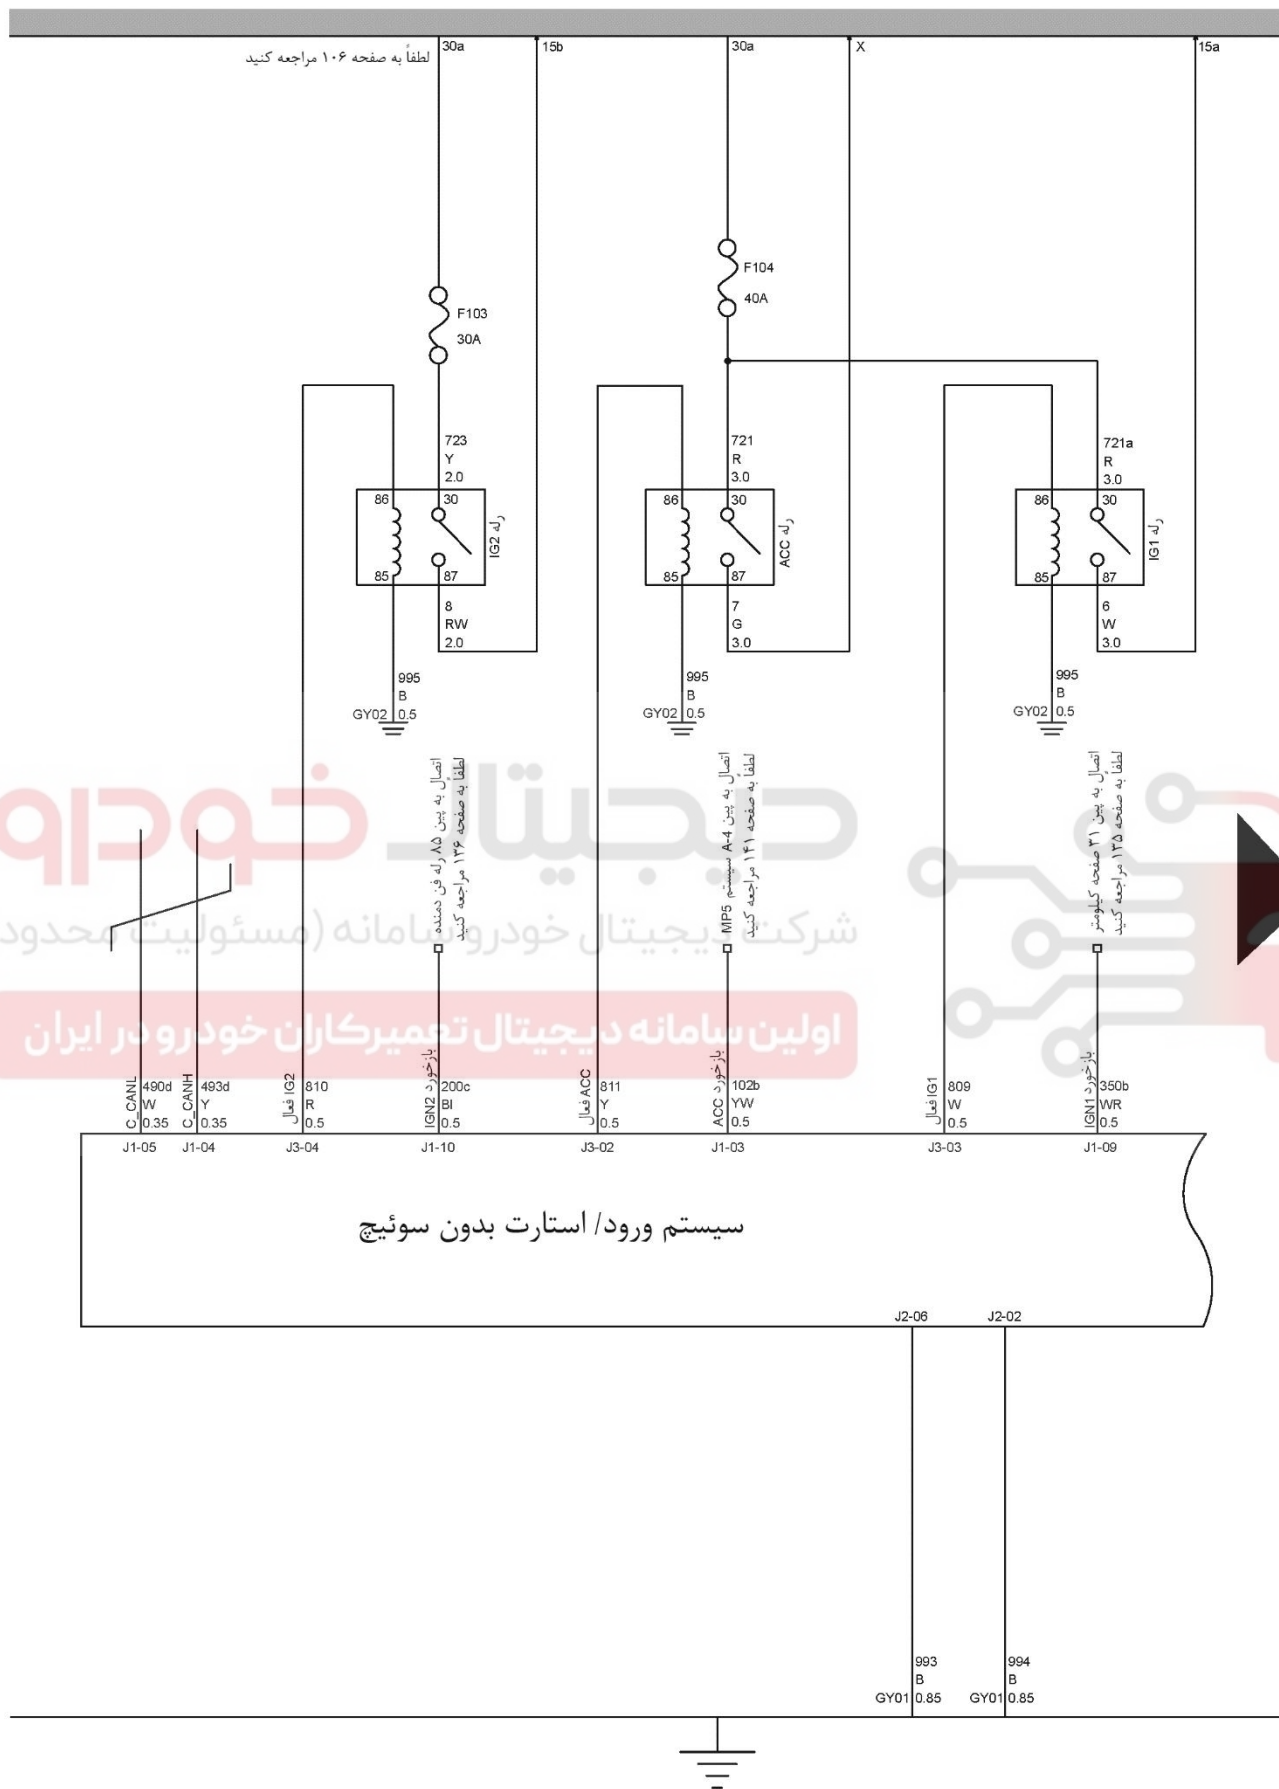 لطفاً به صفحه ۱۰۶ مراجعه کنید
30a
15b
30a
X
15a
F104
40A
F103
30A
723
Y
2.0
721
R
3.0
721a
R
3.0
86
30
85
87
رله IG2
86
30
85
87
رله ACC
86
30
85
87
رله IG1
8
RW
2.0
7
G
3.0
6
W
3.0
995
B
GY02 0.5
995
B
GY02 0.5
995
B
GY02 0.5
اتصال به پین ۸۵ رله فن دمنده
لطفاً به صفحه ۱۳۶ مراجعه کنید
اتصال به پین A-4 سیستم MP5
لطفاً به صفحه ۱۴۱ مراجعه کنید
اتصال به پین ۳۱ صفحه کیلومتر
لطفاً به صفحه ۱۳۵ مراجعه کنید
دیجیتال خودرو
شرکت دیجیتال خودرو سامانه (مسئولیت محدود
اولین سامانه دیجیتال تعمیرکاران خودرو در ایران
C_CANL
490d
W
0.35
C_CANH
493d
Y
0.35
فعال IG2
810
R
0.5
بازخورد IGN2
200c
Bl
0.5
فعال ACC
811
Y
0.5
بازخورد ACC
102b
YW
0.5
فعال IG1
809
W
0.5
بازخورد IGN1
350b
WR
0.5
J1-05
J1-04
J3-04
J1-10
J3-02
J1-03
J3-03
J1-09
سیستم ورود/ استارت بدون سوئیچ
J2-06
J2-02
993
B
GY01 0.85
994
B
GY01 0.85